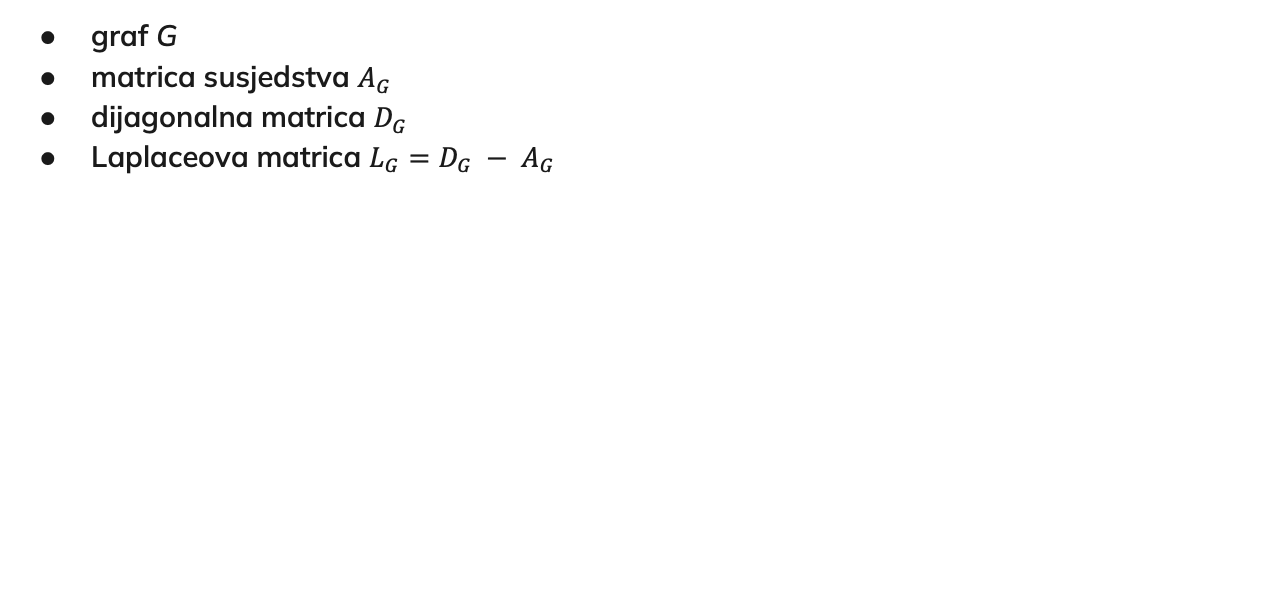 ● graf G
● matrica susjedstva A_G
● dijagonalna matrica D_G
● Laplaceova matrica L_G = D_G − A_G